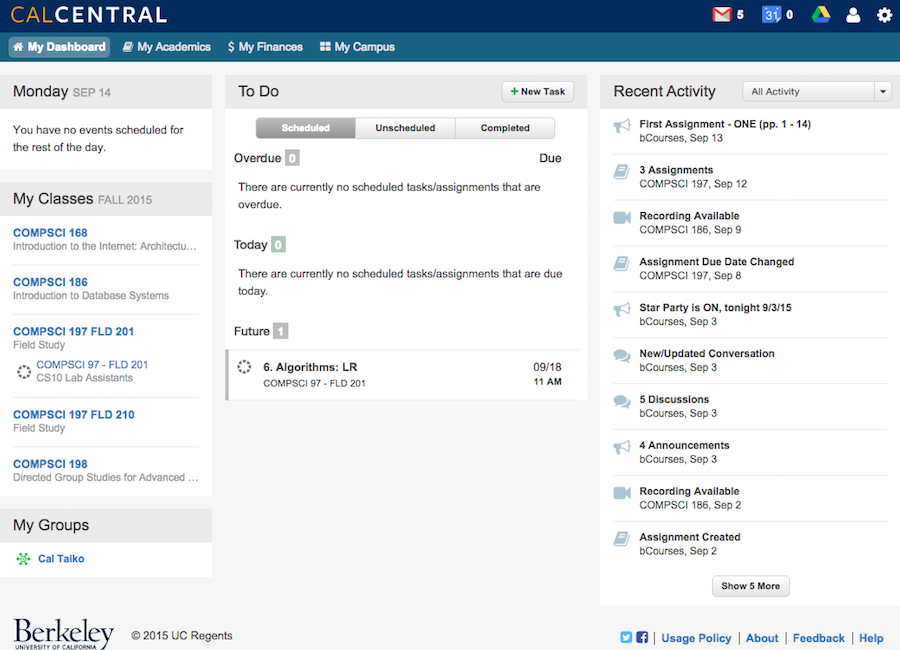 CALCENTRAL
5
31
0
My Dashboard
My Academics
$ My Finances
My Campus
Monday SEP 14
You have no events scheduled for
the rest of the day.
My Classes FALL 2015
COMPSCI 168
Introduction to the Internet: Architectu…
COMPSCI 186
Introduction to Database Systems
COMPSCI 197 FLD 201
Field Study
COMPSCI 97 - FLD 201
CS10 Lab Assistants
COMPSCI 197 FLD 210
Field Study
COMPSCI 198
Directed Group Studies for Advanced …
My Groups
Cal Taiko
To Do
+ New Task
Scheduled
Unscheduled
Completed
Overdue 0
Due
There are currently no scheduled tasks/assignments that are
overdue.
Today 0
There are currently no scheduled tasks/assignments that are due
today.
Future 1
6. Algorithms: LR
09/18
COMPSCI 97 - FLD 201
11 AM
Recent Activity
All Activity
First Assignment - ONE (pp. 1 - 14)
bCourses, Sep 13
3 Assignments
COMPSCI 197, Sep 12
Recording Available
COMPSCI 186, Sep 9
Assignment Due Date Changed
COMPSCI 197, Sep 8
Star Party is ON, tonight 9/3/15
bCourses, Sep 3
New/Updated Conversation
bCourses, Sep 3
5 Discussions
bCourses, Sep 3
4 Announcements
bCourses, Sep 3
Recording Available
COMPSCI 186, Sep 2
Assignment Created
bCourses, Sep 2
Show 5 More
Berkeley
UNIVERSITY OF CALIFORNIA
© 2015 UC Regents
Usage Policy
About
Feedback
Help